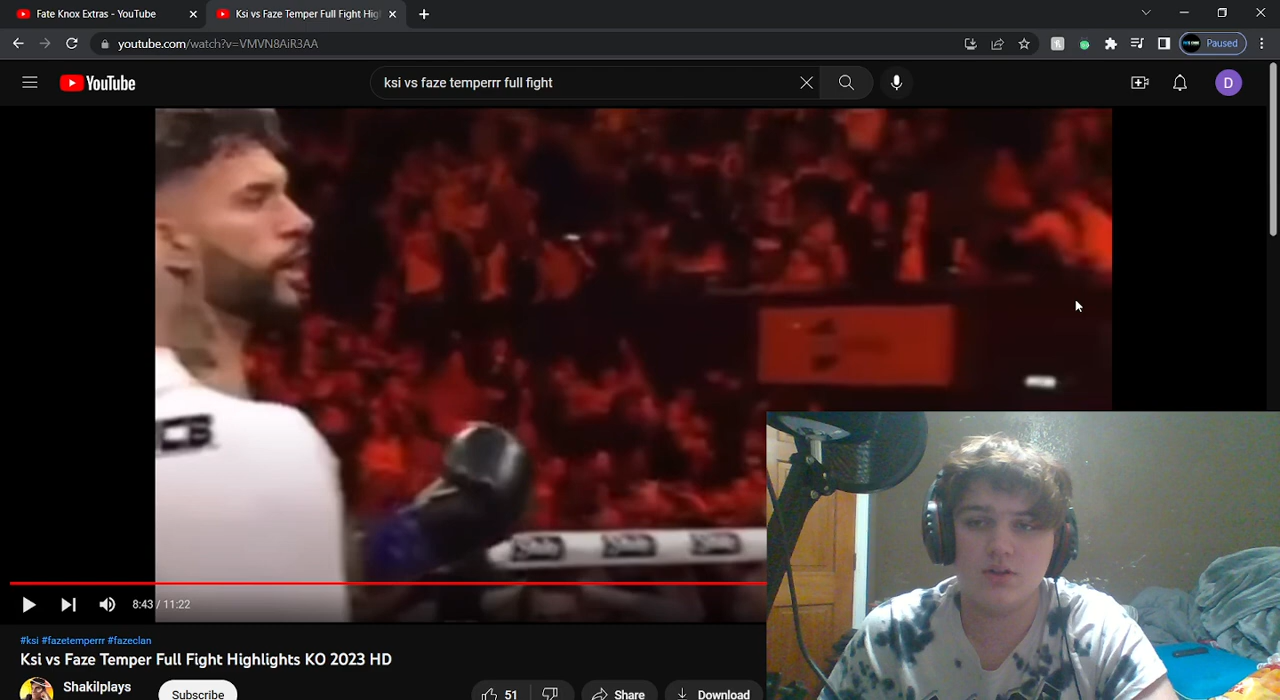 Fate Knox Extras - YouTube
Ksi vs Faze Temper Full Fight Hig
youtube.com/watch?v=VMVN8AiR3AA
Paused
YouTube
ksi vs faze temperrr full fight
D
CB
8:43 / 11:22
#ksi #fazetemperrr #fazeclan
Ksi vs Faze Temper Full Fight Highlights KO 2023 HD
Shakilplays
Subscribe
51
Share
Download